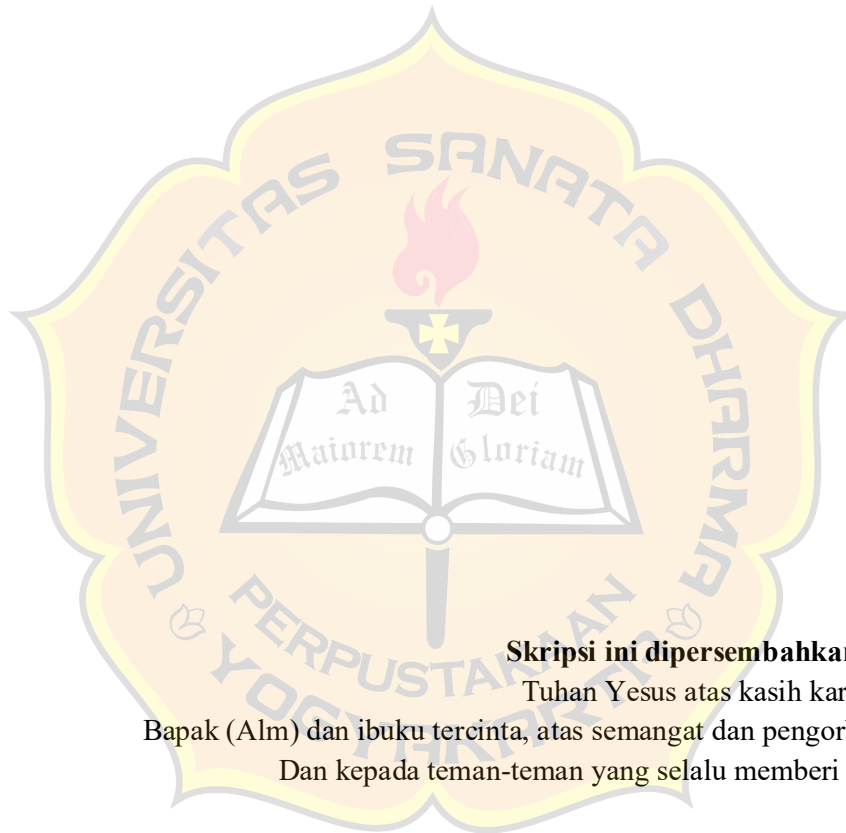 UNIVERSITAS SANATA DHARMA
Ad Dei
Maiorem Gloriam
PERPUSTAKAAN
YOGYAKARTA
Skripsi ini dipersembahkan
Tuhan Yesus atas kasih kar
Bapak (Alm) dan ibuku tercinta, atas semangat dan pengor
Dan kepada teman-teman yang selalu memberi